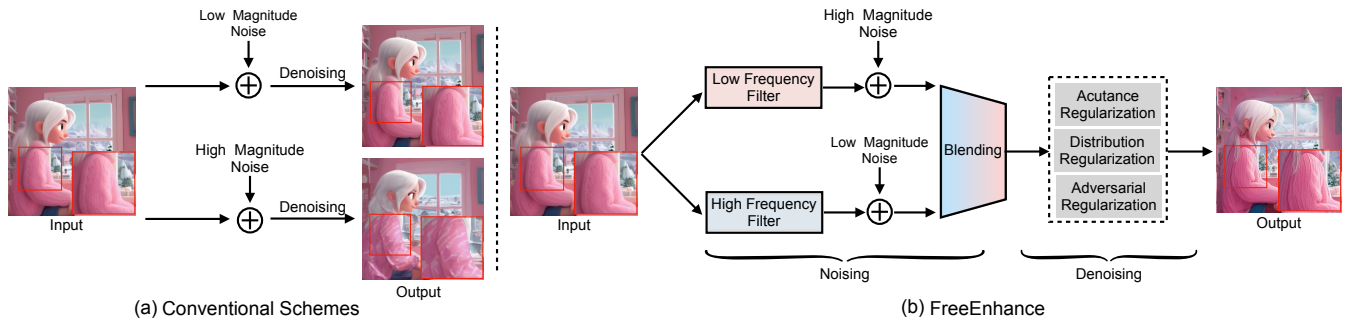 Low Magnitude
Noise
Denoising
High Magnitude
Noise
Denoising
Input
Output
(a) Conventional Schemes
Input
Low Frequency
Filter
High Magnitude
Noise
High Frequency
Filter
Low Magnitude
Noise
Blending
Noising
Acutance
Regularization
Distribution
Regularization
Adversarial
Regularization
Denoising
Output
(b) FreeEnhance